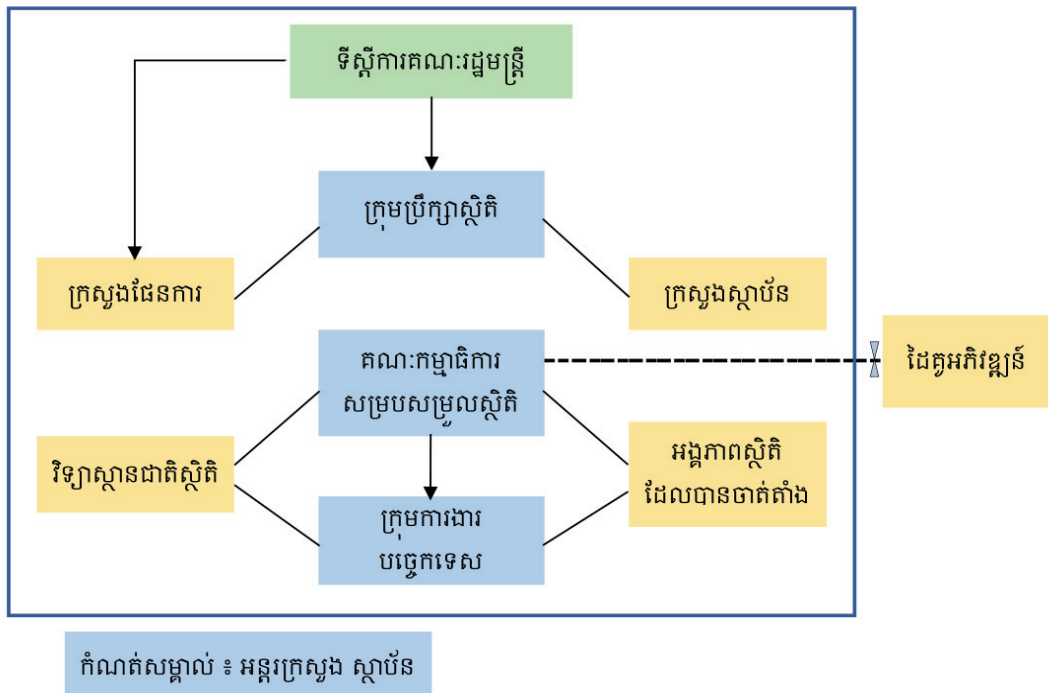 ទីស្តីការគណៈរដ្ឋមន្ត្រី
ក្រុមប្រឹក្សាស្ថិតិ
ក្រសួងផែនការ
ក្រសួងស្ថាប័ន
គណៈកម្មាធិការ
សម្របសម្រួលស្ថិតិ
ដៃគូអភិវឌ្ឍន៍
វិទ្យាស្ថានជាតិស្ថិតិ
អង្គភាពស្ថិតិ
ដែលបានចាត់តាំង
ក្រុមការងារ
បច្ចេកទេស
កំណត់សម្គាល់ ៖ អន្តរក្រសួង ស្ថាប័ន